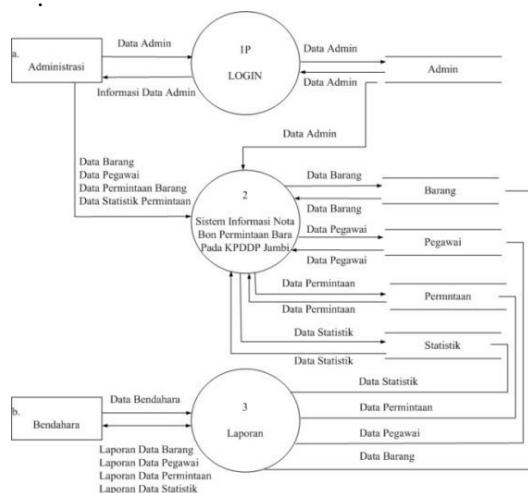 a.
Administrasi
Data Admin
Informasi Data Admin
1P
LOGIN
Data Admin
Data Admin
Admin
Data Admin
Data Barang
Data Pegawai
Data Permintaan Barang
Data Statistik Permintaan
2
Sistem Informasi Nota
Bon Permintaan Bara
Pada KPDDP Jambi
Data Barang
Data Barang
Barang
Data Pegawai
Data Pegawai
Pegawai
Data Permintaan
Data Permintaan
Permntaan
Data Statistik
Data Statistik
Statistik
b.
Bendahara
Data Bendahara
Laporan Data Barang
Laporan Data Pegawai
Laporan Data Permintaan
Laporan Data Statistik
3
Laporan
Data Statistik
Data Permintaan
Data Pegawai
Data Barang